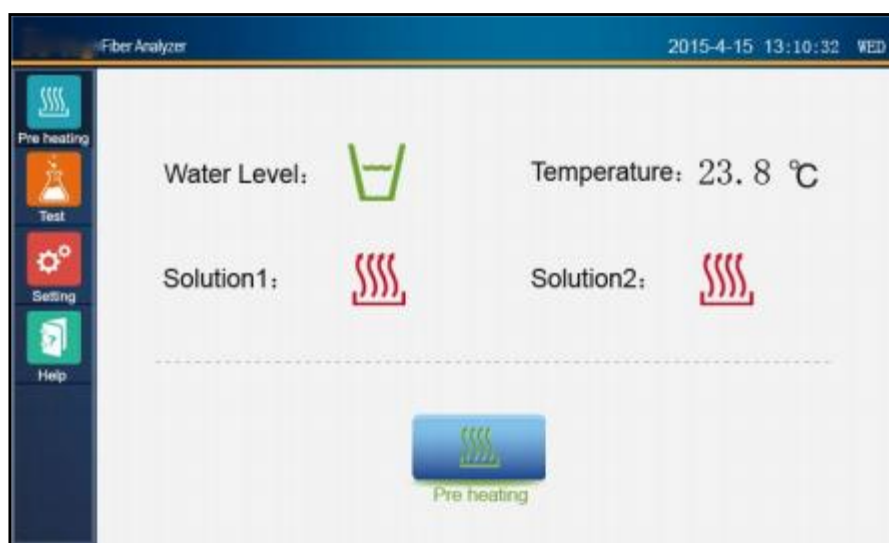 Fiber Analyzer
2015-4-15 13:10:32 WED
Pre heating
Test
Setting
Help
Water Level:
Temperature: 23.8 ℃
Solution1:
Solution2:
Pre heating